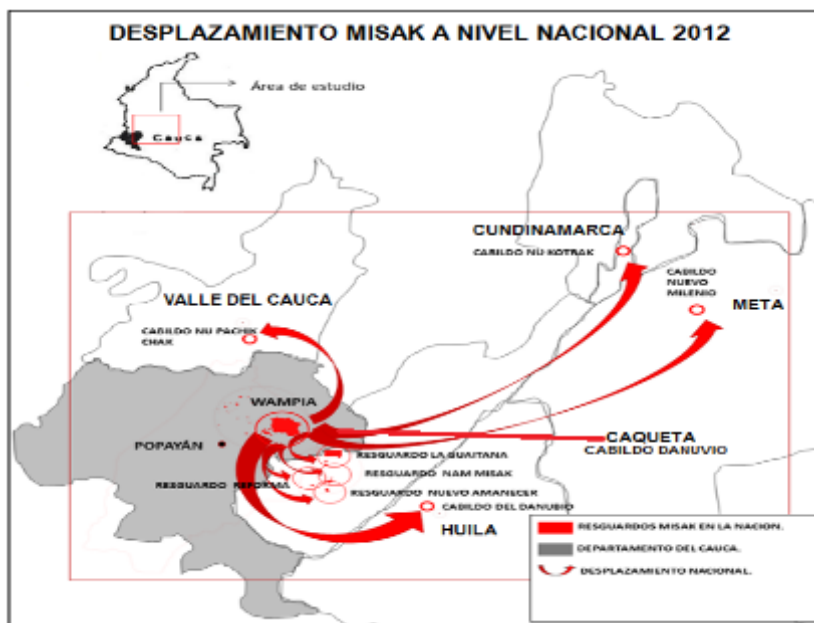 DESPLAZAMIENTO MISAK A NIVEL NACIONAL 2012
Área de estudio
Cauca
CUNDINAMARCA
CABILDO NU KOTRAK
CABILDO
NUEVO
MILENIO
META
VALLE DEL CAUCA
CABILDO NU PACHIK
CHAK
WAMPIA
POPAYÁN
CAQUETA
CABILDO DANUVIO
RESGUARDO LA GUAITANA
RESGUARDO NAM MISAK
RESGUARDO REFORMA
RESGUARDO NUEVO AMANECER
CABILDO DEL DANUBIO
HUILA
RESGUARDOS MISAK EN LA NACION.
DEPARTAMENTO DEL CAUCA.
DESPLAZAMIENTO NACIONAL.